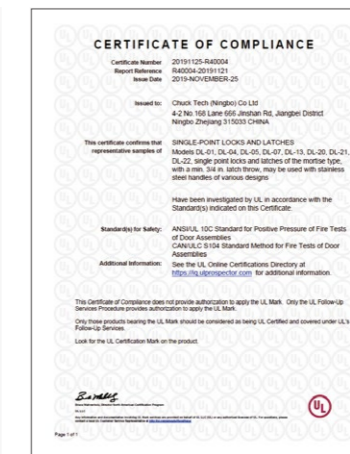 CERTIFICATE OF COMPLIANCE
Certificate Number 20191125-R40004
Report Reference R40004-20191121
Issue Date 2019-NOVEMBER-25
Issued to: Chuck Tech (Ningbo) Co Ltd
4-2 No.168 Lane 666 Jinshan Rd, Jiangbei District
Ningbo Zhejiang 315033 CHINA
This certificate confirms that SINGLE-POINT LOCKS AND LATCHES
representative samples of Models DL-01, DL-04, DL-05, DL-07, DL-13, DL-20, DL-21,
DL-22, single point locks and latches of the mortise type,
with a min. 3/4 in. latch throw, may be used with stainless
steel handles of various designs
Have been investigated by UL in accordance with the
Standard(s) indicated on this Certificate.
Standard(s) for Safety: ANSI/UL 10C Standard for Positive Pressure of Fire Tests
of Door Assemblies
CAN/ULC S104 Standard Method for Fire Tests of Door
Assemblies
Additional Information: See the UL Online Certifications Directory at
https://iq.ulprospector.com for additional information.
This Certificate of Compliance does not provide authorization to apply the UL Mark. Only the UL Follow-Up
Services Procedure provides authorization to apply the UL Mark.
Only those products bearing the UL Mark should be considered as being UL Certified and covered under UL's
Follow-Up Services.
Look for the UL Certification Mark on the product.
UL
Page 1 of 1